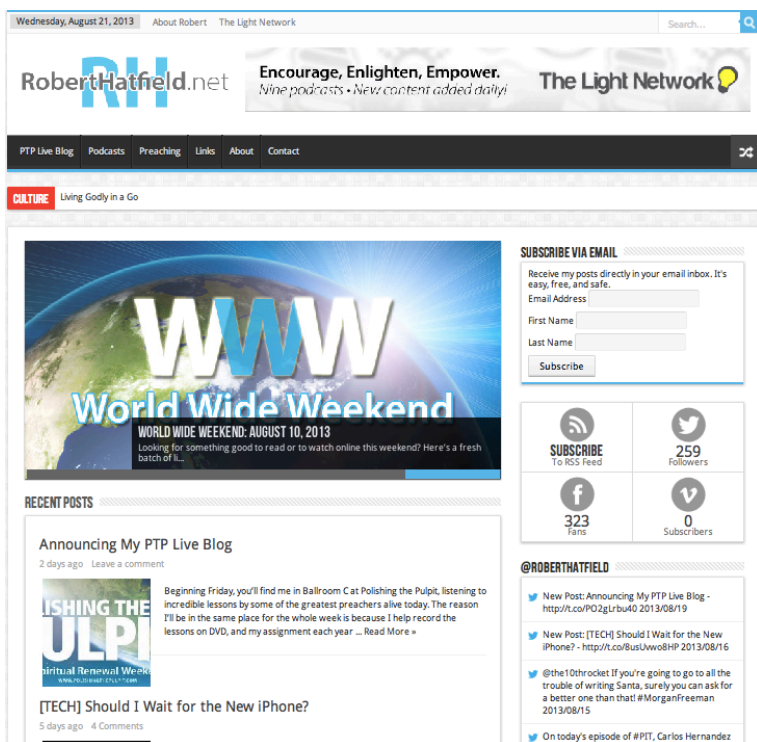 Wednesday, August 21, 2013 About Robert The Light Network Search...
RobertHatfield.net
RH
Encourage, Enlighten, Empower.
Nine podcasts • New content added daily!
The Light Network
PTP Live Blog Podcasts Preaching Links About Contact
CULTURE Living Godly in a Go
WWW
World Wide Weekend
WORLD WIDE WEEKEND: AUGUST 10, 2013
Looking for something good to read or to watch online this weekend? Here's a fresh
batch of li...
RECENT POSTS
Announcing My PTP Live Blog
2 days ago Leave a comment
ISHING THE
ULPI
piritual Renewal Week
WWW.POLISHINGTHEPULPIT.COM
Beginning Friday, you'll find me in Ballroom C at Polishing the Pulpit, listening to
incredible lessons by some of the greatest preachers alive today. The reason
I'll be in the same place for the whole week is because I help record the
lessons on DVD, and my assignment each year ... Read More »
[TECH] Should I Wait for the New iPhone?
5 days ago 4 Comments
SUBSCRIBE VIA EMAIL
Receive my posts directly in your email inbox. It's
easy, free, and safe.
Email Address
First Name
Last Name
Subscribe
SUBSCRIBE
To RSS Feed
259
Followers
323
Fans
0
Subscribers
@ROBERTHATFIELD
New Post: Announcing My PTP Live Blog -
http://t.co/PO2gLrbu40 2013/08/19
New Post: [TECH] Should I Wait for the New
iPhone? - http://t.co/8usUvwo8HP 2013/08/16
@the10throcket If you're going to go to all the
trouble of writing Santa, surely you can ask for
a better one than that! #MorganFreeman
2013/08/15
On today's episode of #PIT, Carlos Hernandez